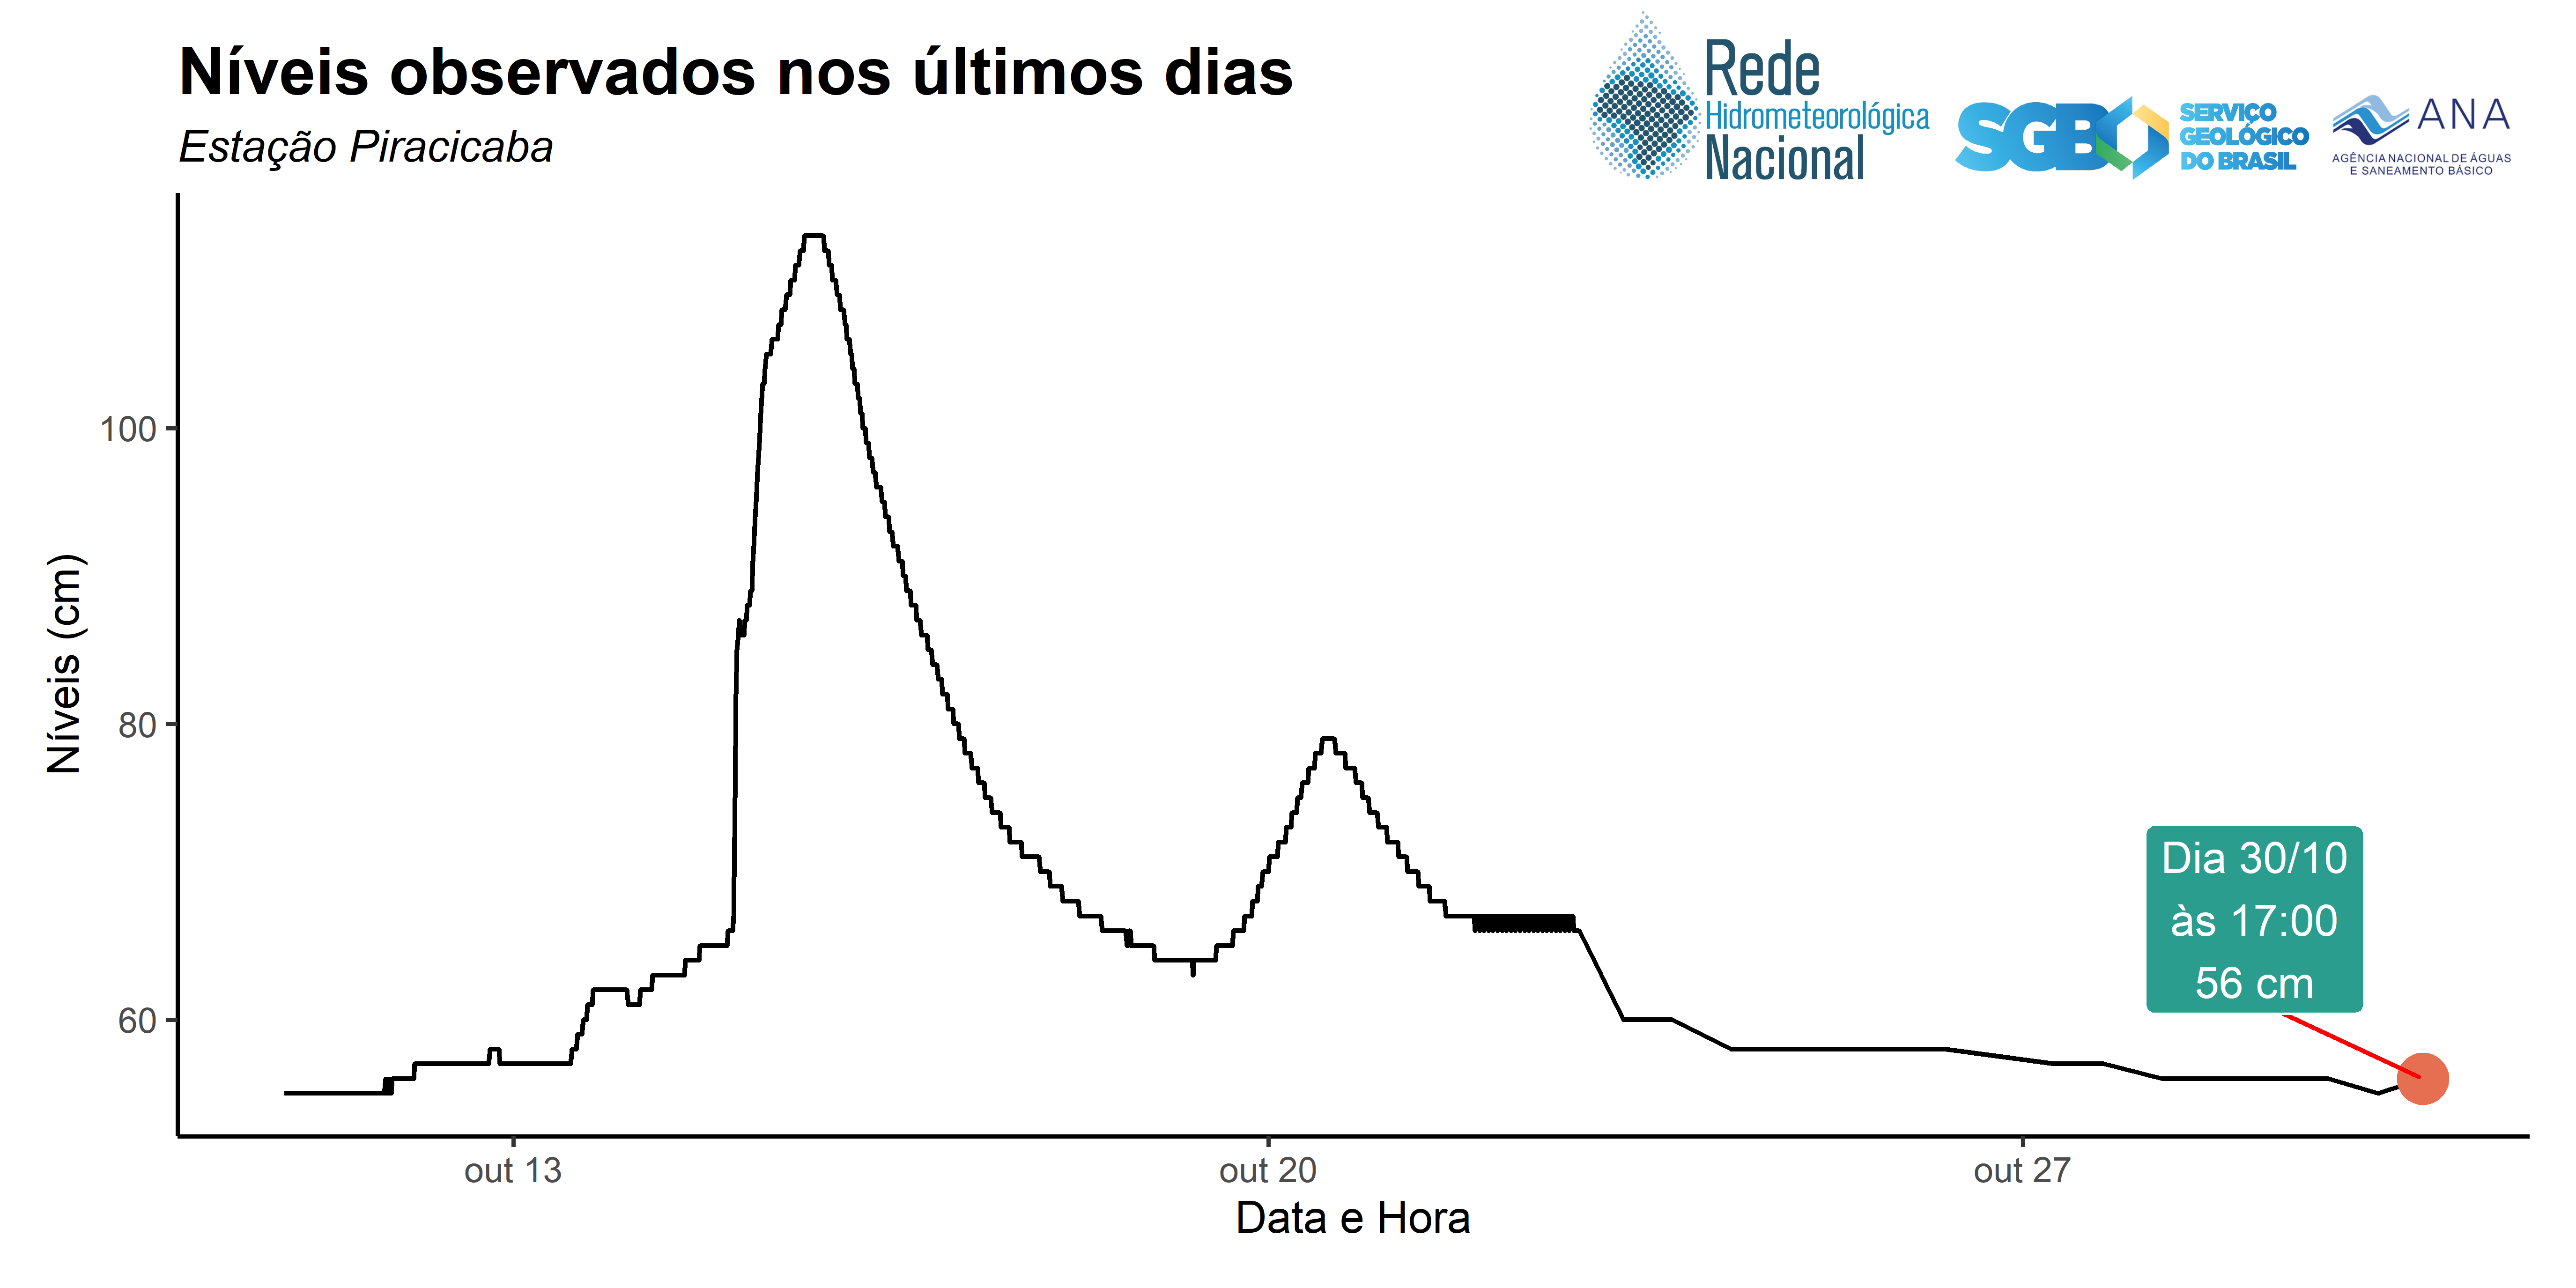 Níveis observados nos últimos dias
Estação Piracicaba
Rede
Hidrometeorológica
Nacional
SGB
SERVIÇO
GEOLÓGICO
DO BRASIL
ANA
AGÊNCIA NACIONAL DE ÁGUAS
E SANEAMENTO BÁSICO
Níveis (cm)
100
80
60
Dia 30/10
às 17:00
56 cm
out 13
out 20
out 27
Data e Hora